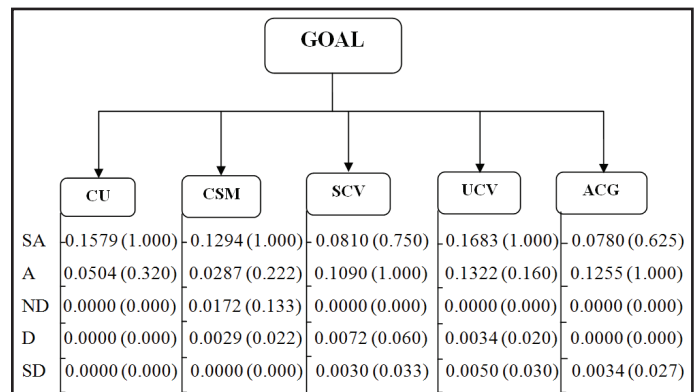 GOAL
CU CSM SCV UCV ACG
SA 0.1579 (1.000) 0.1294 (1.000) 0.0810 (0.750) 0.1683 (1.000) 0.0780 (0.625)
A 0.0504 (0.320) 0.0287 (0.222) 0.1090 (1.000) 0.1322 (0.160) 0.1255 (1.000)
ND 0.0000 (0.000) 0.0172 (0.133) 0.0000 (0.000) 0.0000 (0.000) 0.0000 (0.000)
D 0.0000 (0.000) 0.0029 (0.022) 0.0072 (0.060) 0.0034 (0.020) 0.0000 (0.000)
SD 0.0000 (0.000) 0.0000 (0.000) 0.0030 (0.033) 0.0050 (0.030) 0.0034 (0.027)